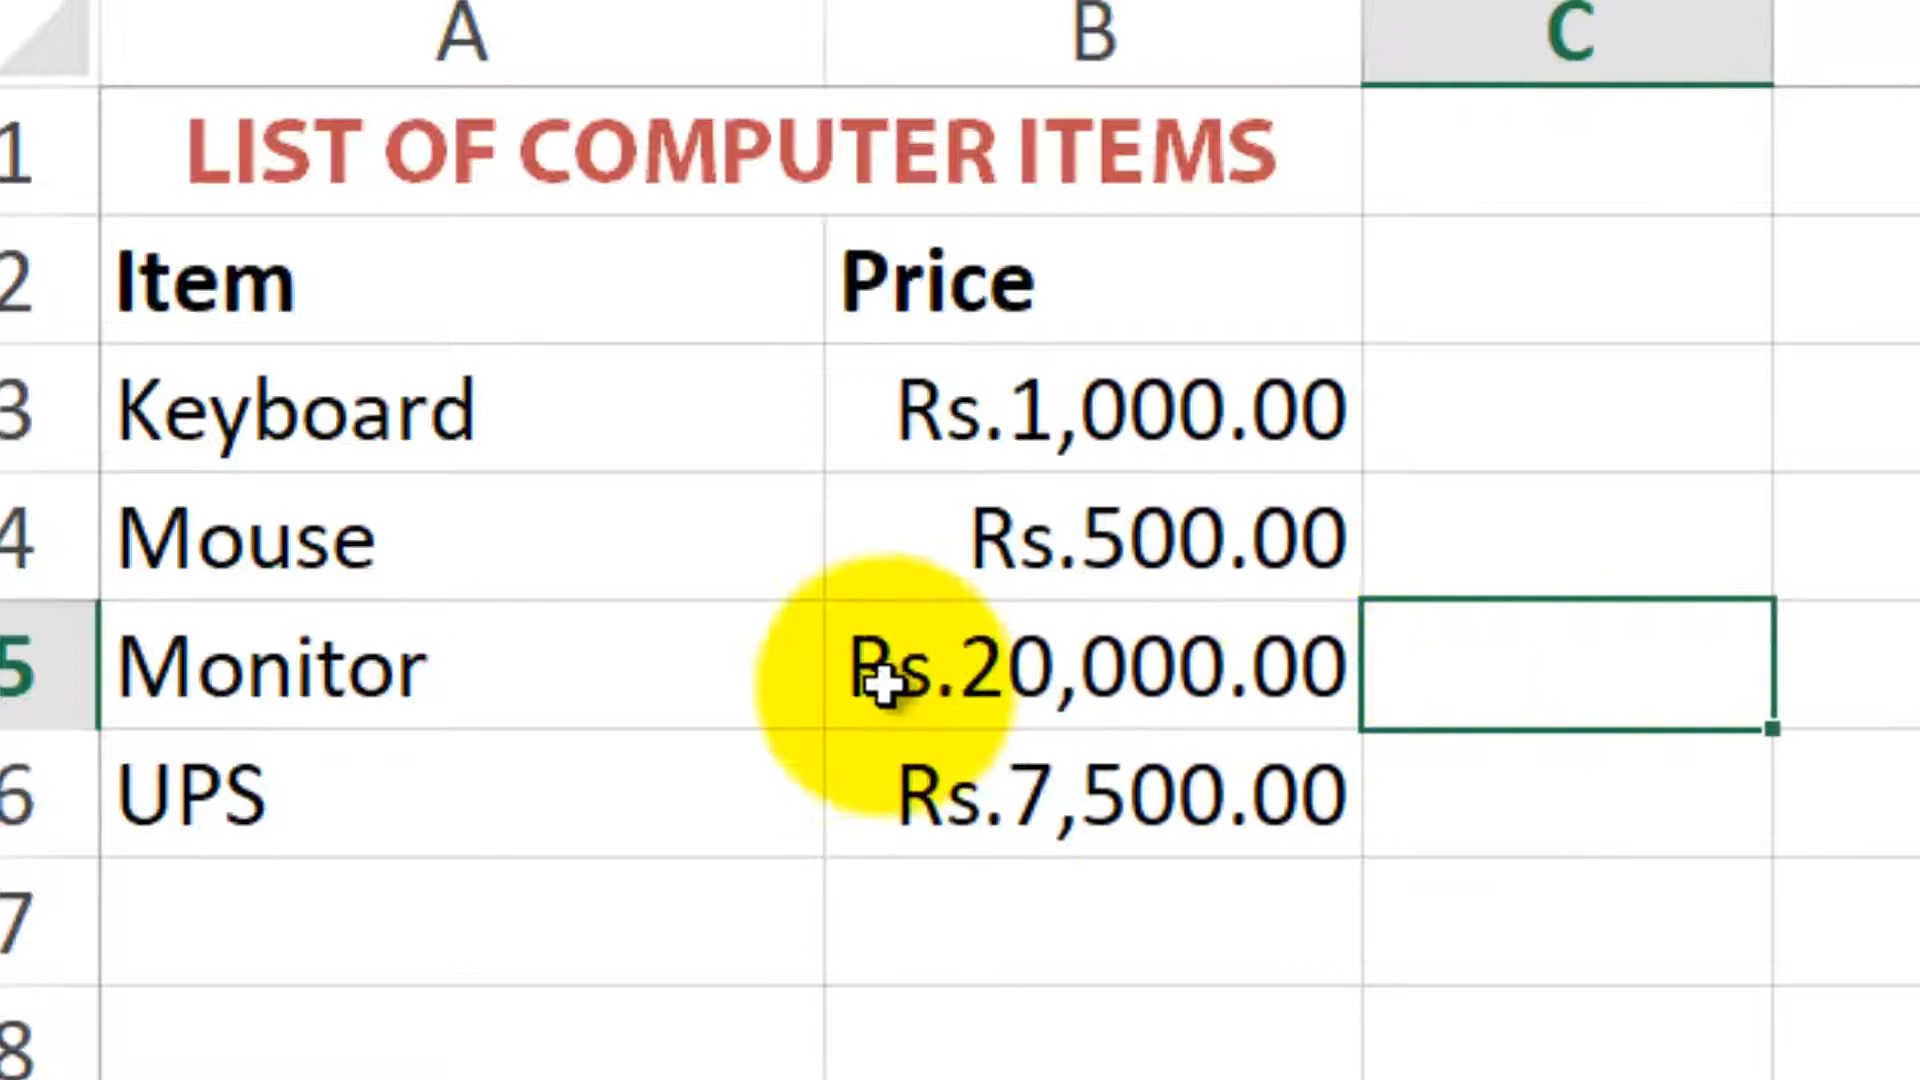 A B C
1 LIST OF COMPUTER ITEMS
2 Item Price
3 Keyboard Rs.1,000.00
4 Mouse Rs.500.00
5 Monitor Rs.20,000.00
6 UPS Rs.7,500.00
7
8